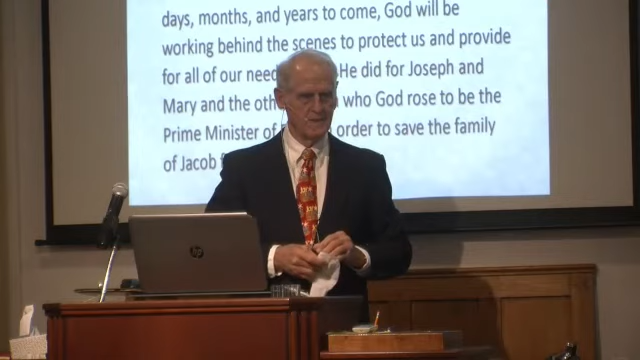 days, months, and years to come, God will be
working behind the scenes to protect us and provide
for all of our need He did for Joseph and
Mary and the oth who God rose to be the
Prime Minister of order to save the family
of Jacob
hp